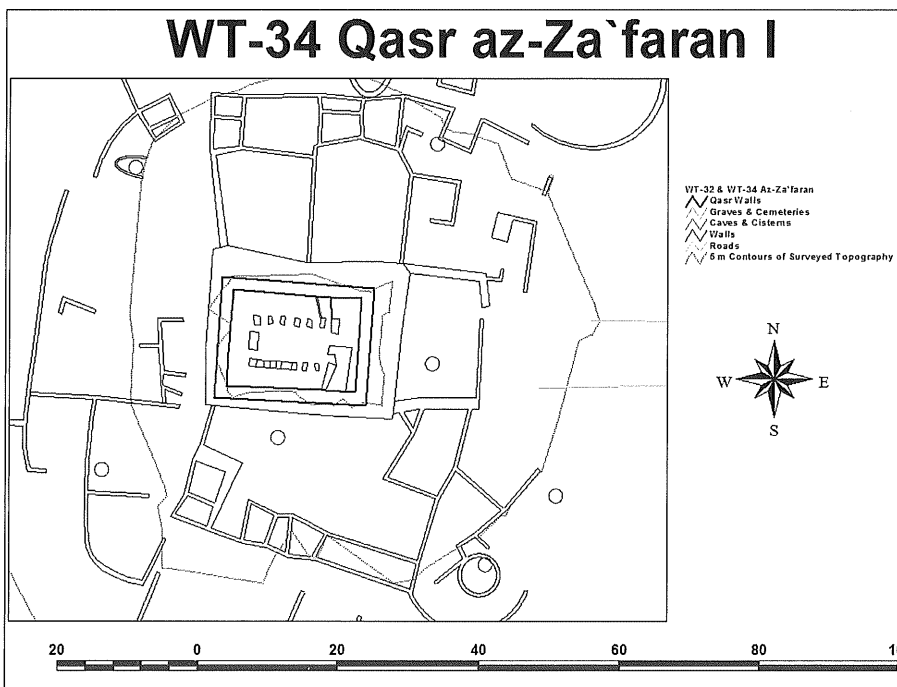 WT-34 Qasr az-Za`faran I
WT-32 & WT-34 Az-Za'faran
Qasr Walls
Graves & Cemeteries
Caves & Cisterns
Walls
Roads
5 m Contours of Surveyed Topography
N
W E
S
20 0 20 40 60 80